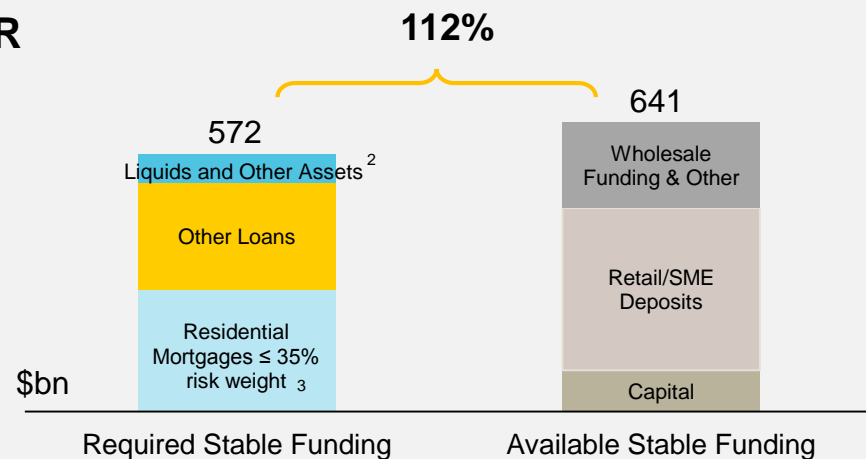 R
112%
572
641
Liquids and Other Assets 2
Other Loans
Residential
Mortgages ≤ 35%
risk weight 3
Wholesale
Funding & Other
Retail/SME
Deposits
Capital
$bn
Required Stable Funding
Available Stable Funding